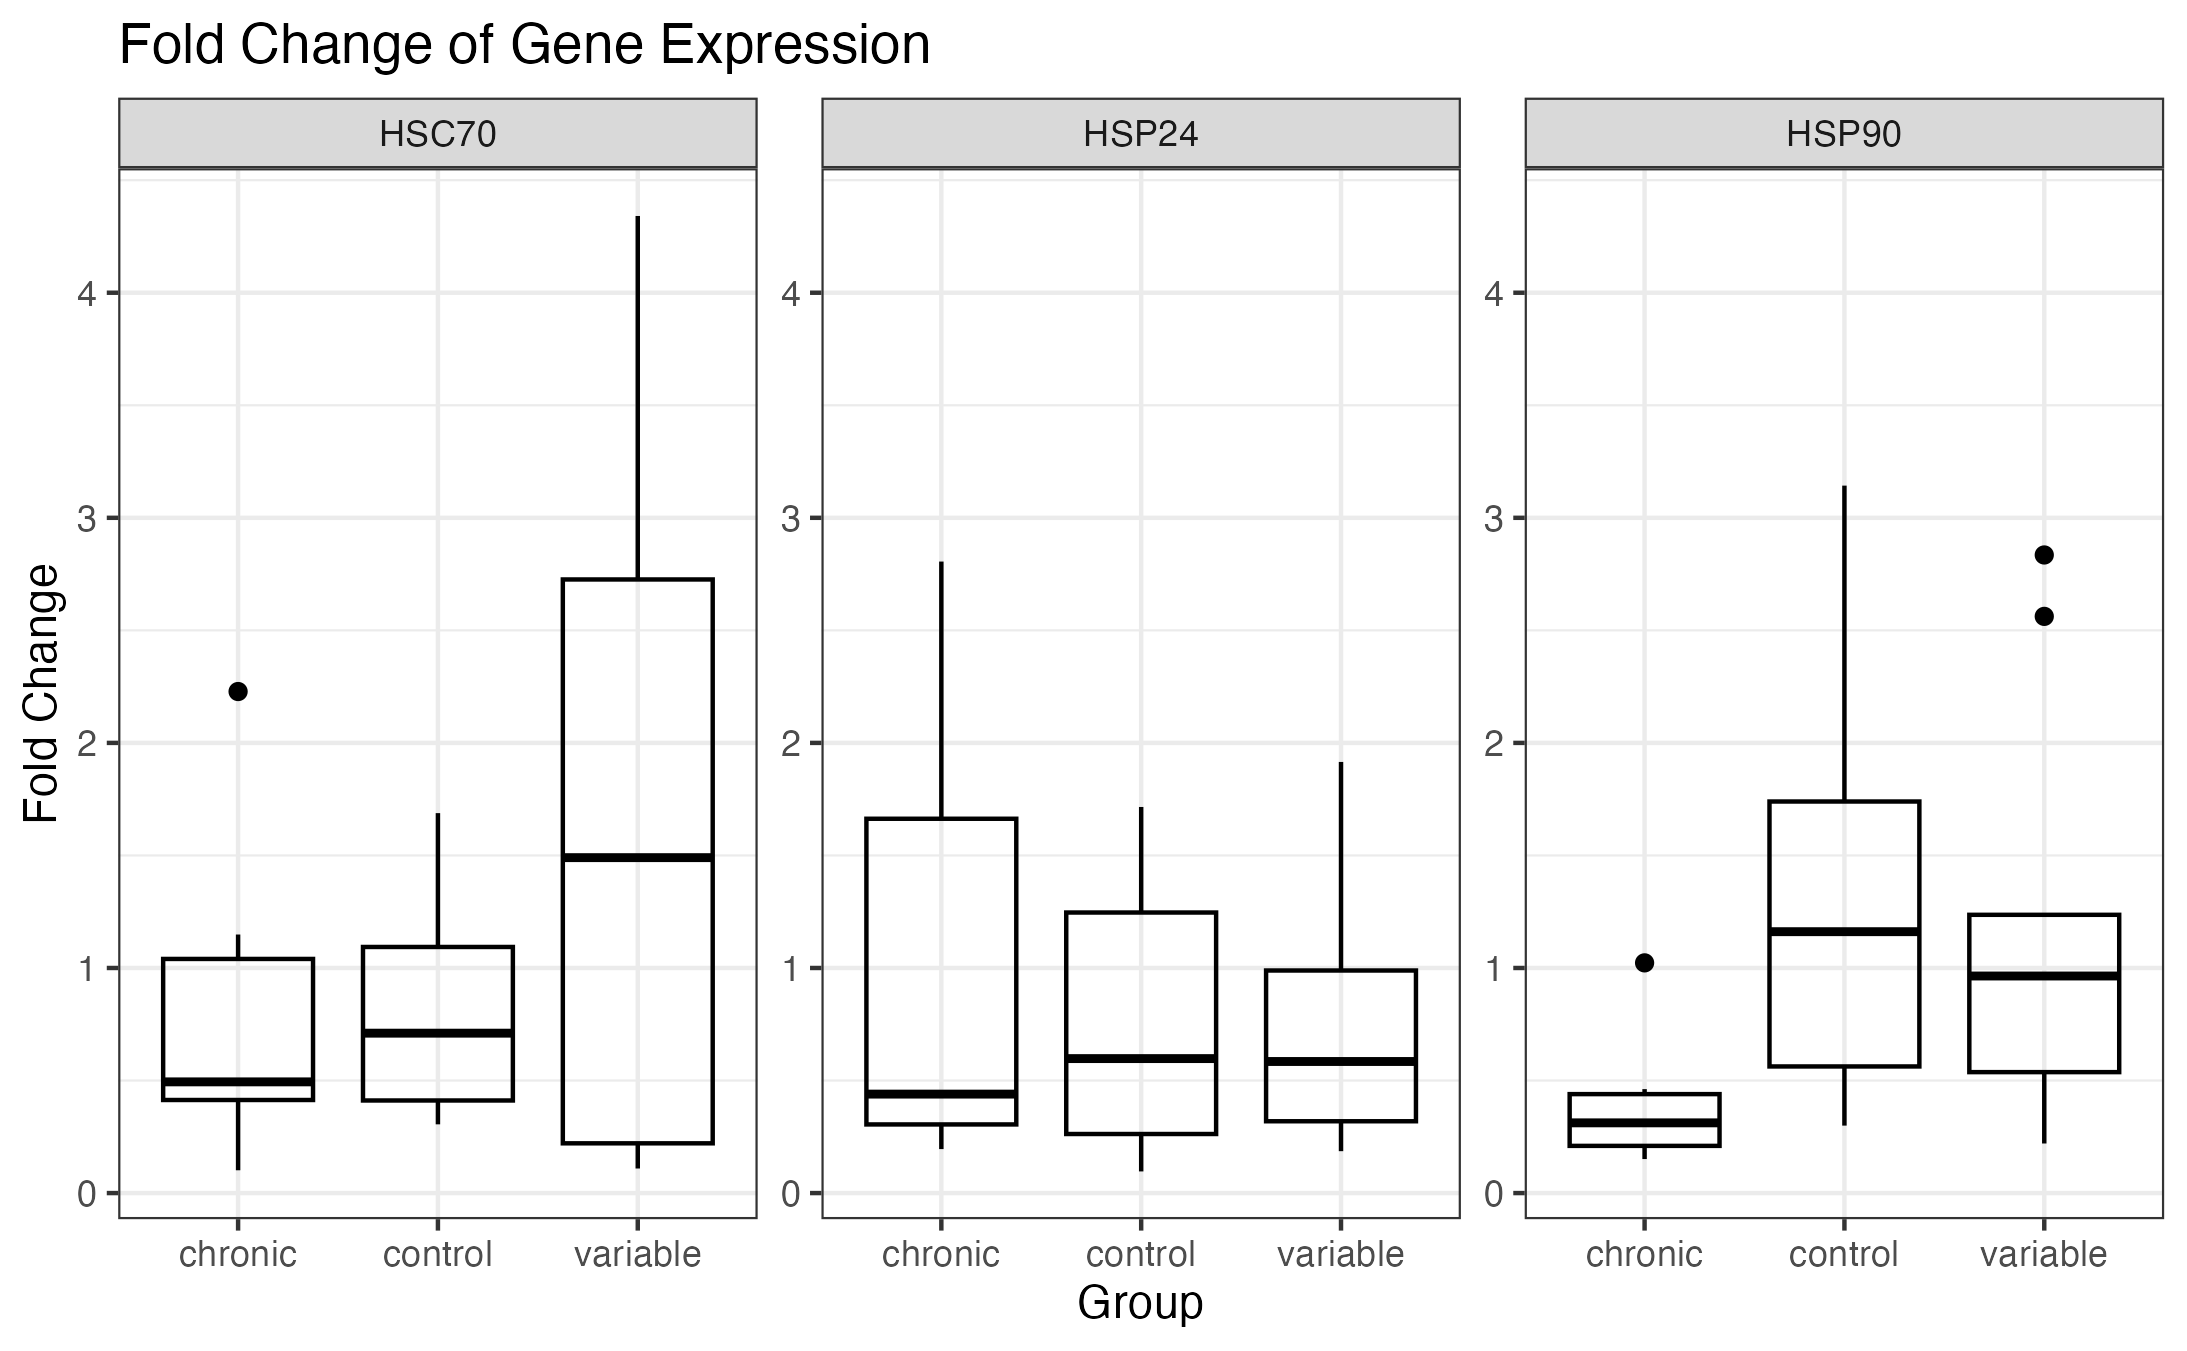 Fold Change of Gene Expression
HSC70
HSP24
HSP90
Fold Change
4
3
2
1
0
4
3
2
1
0
4
3
2
1
0
chronic control variable
chronic control variable
chronic control variable
Group